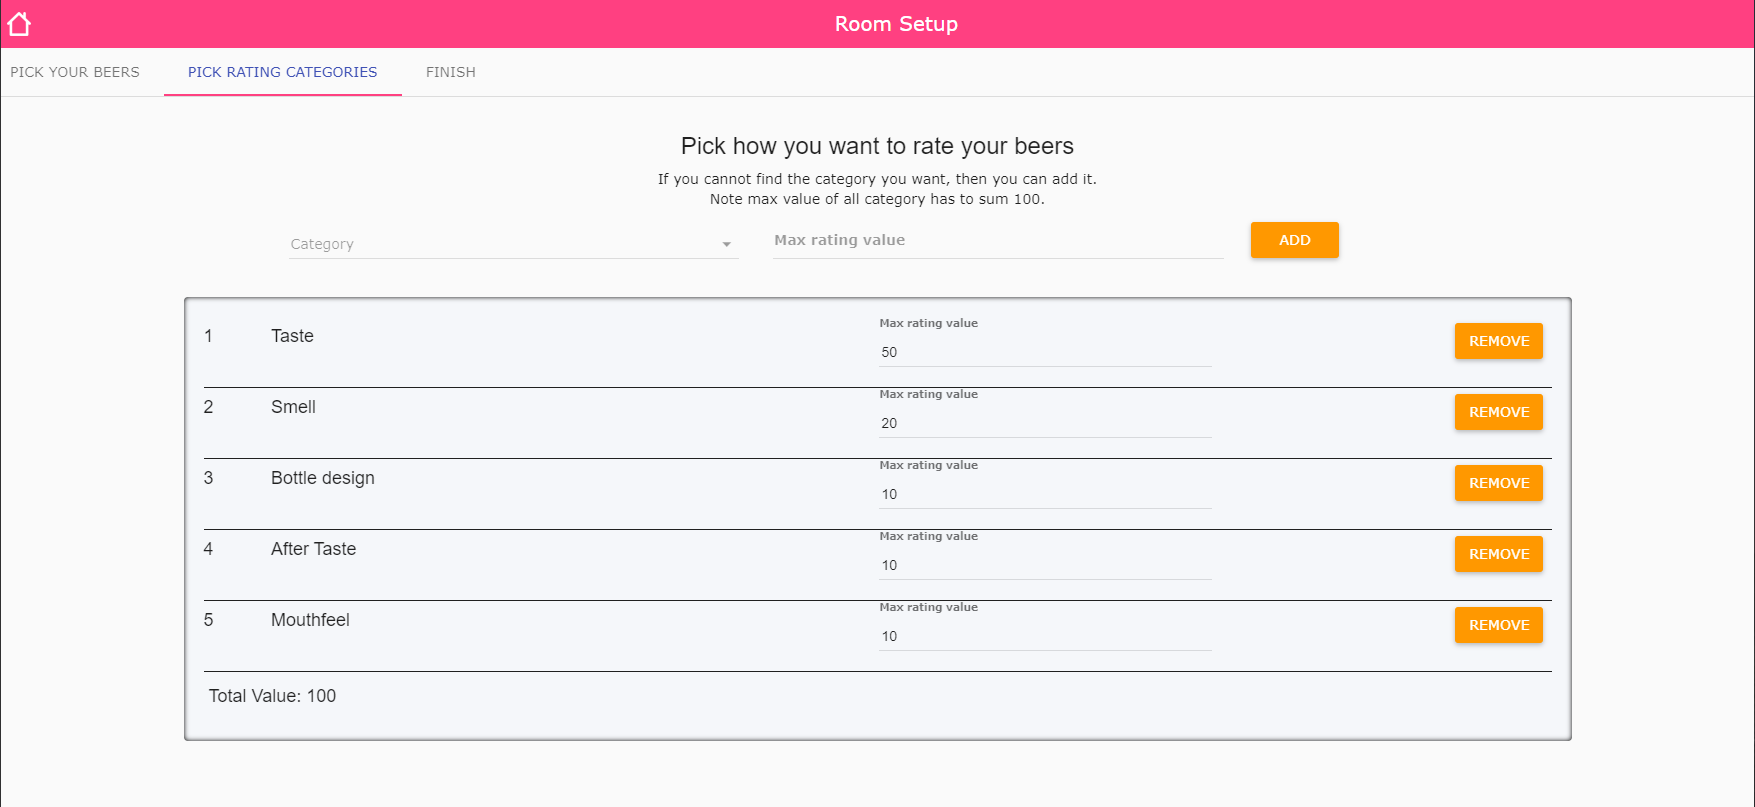 Room Setup
PICK YOUR BEERS PICK RATING CATEGORIES FINISH
Pick how you want to rate your beers
If you cannot find the category you want, then you can add it.
Note max value of all category has to sum 100.
Category Max rating value ADD
Max rating value
1 Taste 50 REMOVE
Max rating value
2 Smell 20 REMOVE
Max rating value
3 Bottle design 10 REMOVE
Max rating value
4 After Taste 10 REMOVE
Max rating value
5 Mouthfeel 10 REMOVE
Total Value: 100